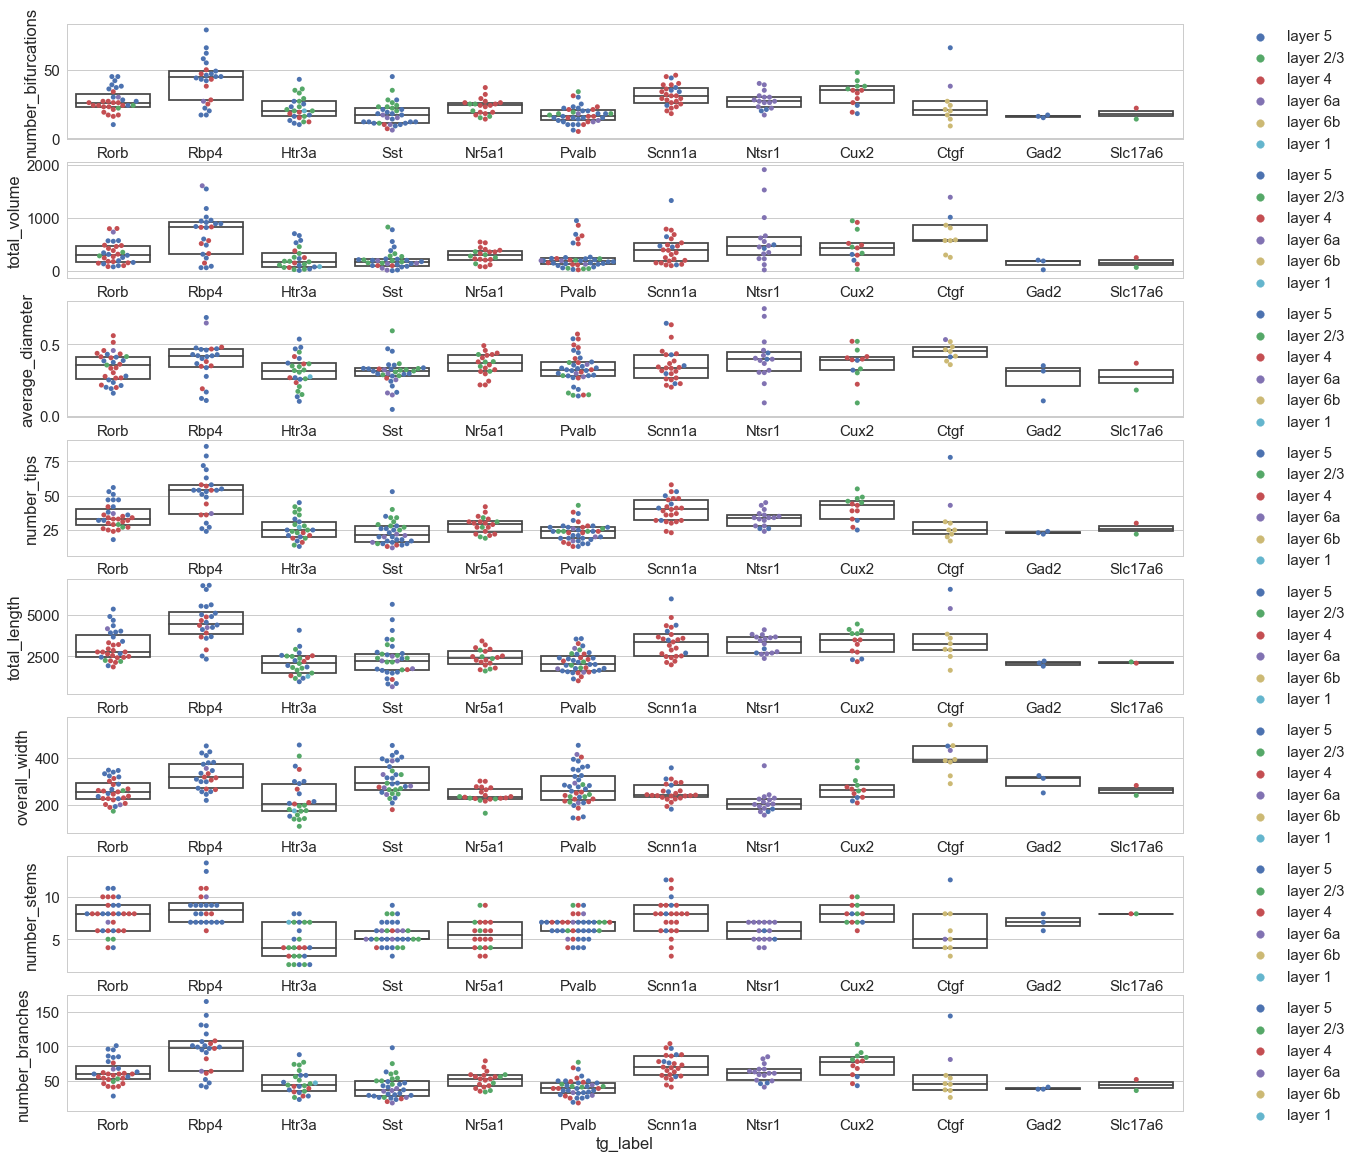 number_bifurcations
50
0
Rorb Rbp4 Htr3a Sst Nr5a1 Pvalb Scnn1a Ntsr1 Cux2 Ctgf Gad2 Slc17a6
layer 5
layer 2/3
layer 4
layer 6a
layer 6b
layer 1
total_volume
2000
1000
0
Rorb Rbp4 Htr3a Sst Nr5a1 Pvalb Scnn1a Ntsr1 Cux2 Ctgf Gad2 Slc17a6
layer 5
layer 2/3
layer 4
layer 6a
layer 6b
layer 1
average_diameter
0.5
0.0
Rorb Rbp4 Htr3a Sst Nr5a1 Pvalb Scnn1a Ntsr1 Cux2 Ctgf Gad2 Slc17a6
layer 5
layer 2/3
layer 4
layer 6a
layer 6b
layer 1
number_tips
75
50
25
Rorb Rbp4 Htr3a Sst Nr5a1 Pvalb Scnn1a Ntsr1 Cux2 Ctgf Gad2 Slc17a6
layer 5
layer 2/3
layer 4
layer 6a
layer 6b
layer 1
total_length
5000
2500
Rorb Rbp4 Htr3a Sst Nr5a1 Pvalb Scnn1a Ntsr1 Cux2 Ctgf Gad2 Slc17a6
layer 5
layer 2/3
layer 4
layer 6a
layer 6b
layer 1
overall_width
400
200
Rorb Rbp4 Htr3a Sst Nr5a1 Pvalb Scnn1a Ntsr1 Cux2 Ctgf Gad2 Slc17a6
layer 5
layer 2/3
layer 4
layer 6a
layer 6b
layer 1
number_stems
10
5
Rorb Rbp4 Htr3a Sst Nr5a1 Pvalb Scnn1a Ntsr1 Cux2 Ctgf Gad2 Slc17a6
layer 5
layer 2/3
layer 4
layer 6a
layer 6b
layer 1
number_branches
150
100
50
Rorb Rbp4 Htr3a Sst Nr5a1 Pvalb Scnn1a Ntsr1 Cux2 Ctgf Gad2 Slc17a6
tg_label
layer 5
layer 2/3
layer 4
layer 6a
layer 6b
layer 1